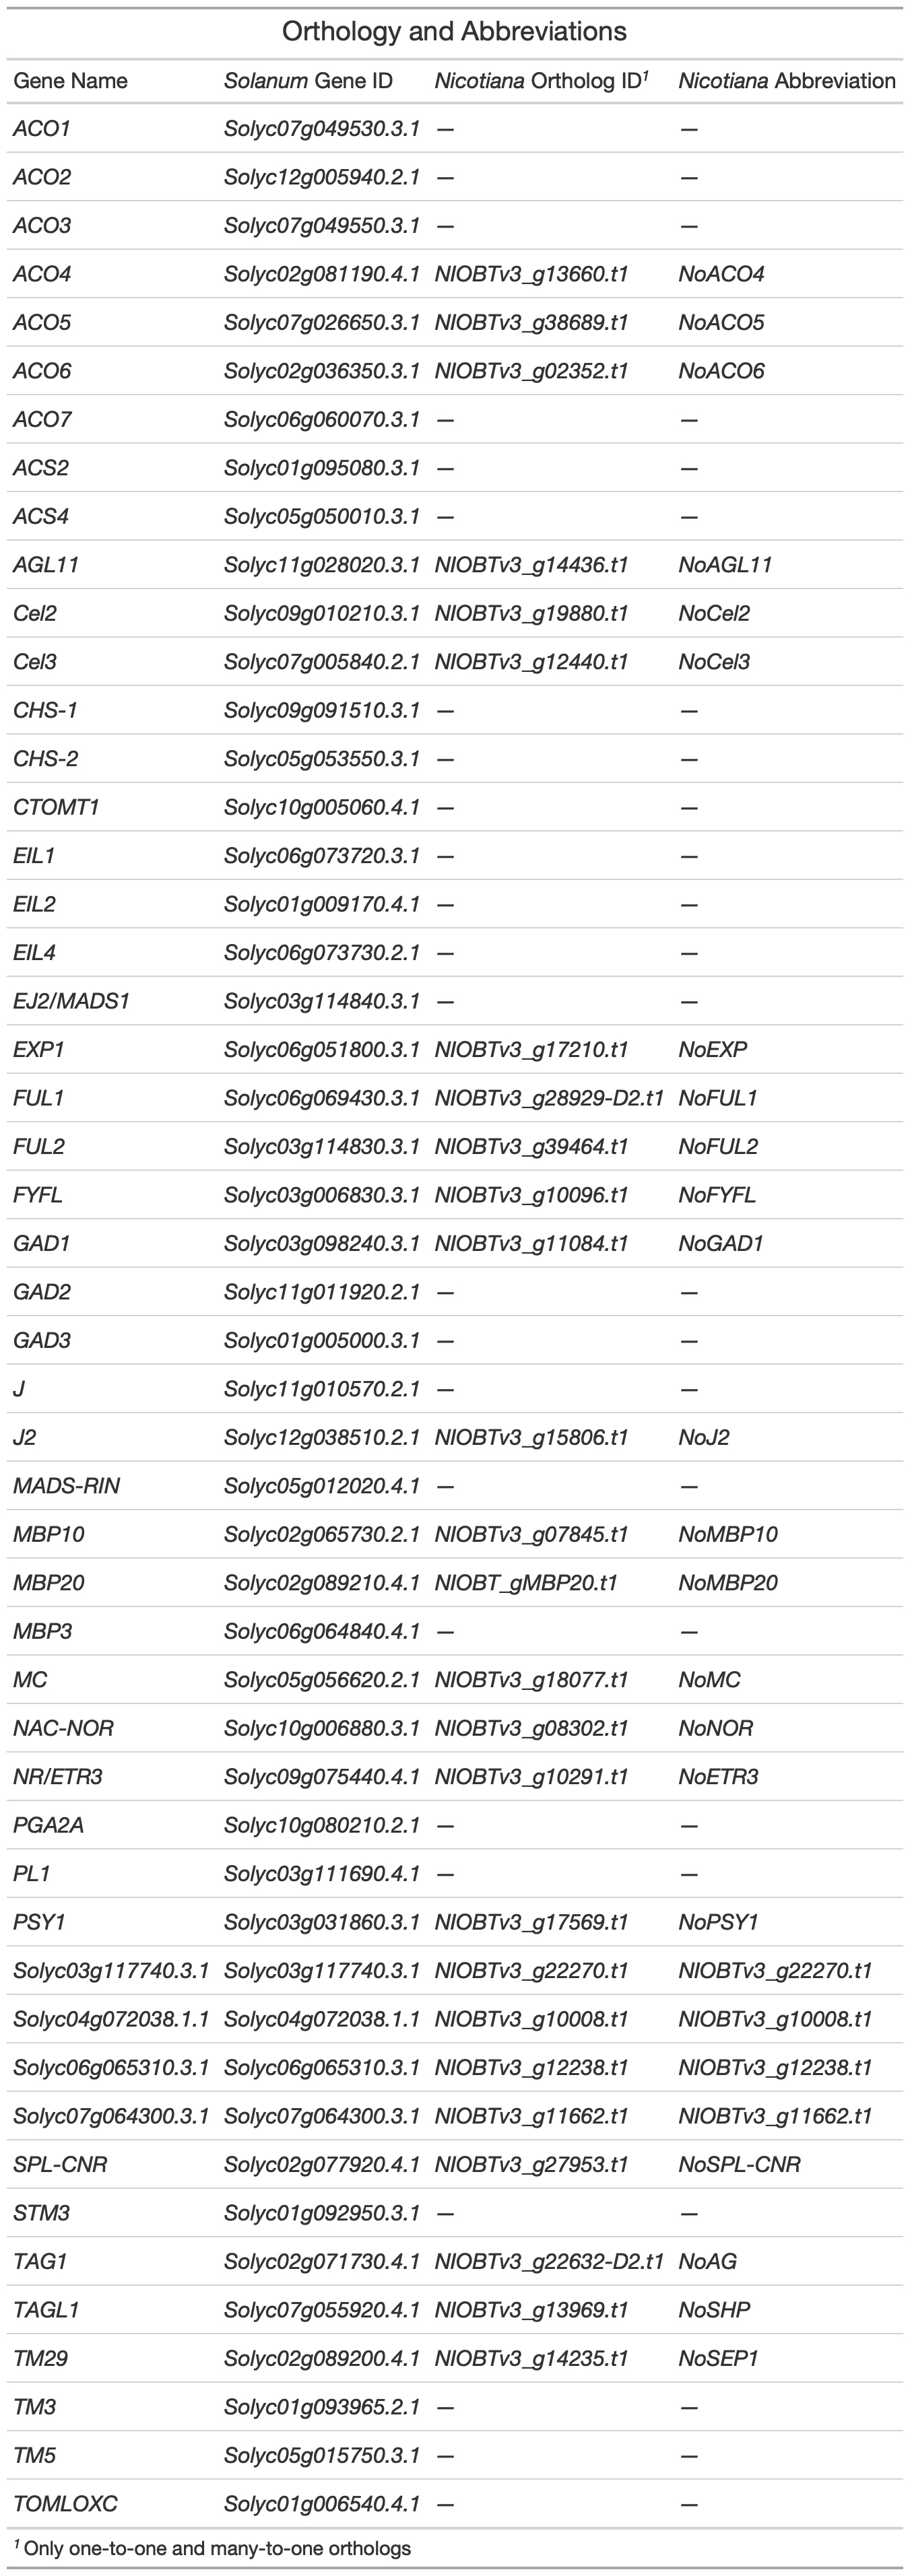 Orthology and Abbreviations
Gene Name Solanum Gene ID Nicotiana Ortholog ID¹ Nicotiana Abbreviation
ACO1 Solyc07g049530.3.1 — —
ACO2 Solyc12g005940.2.1 — —
ACO3 Solyc07g049550.3.1 — —
ACO4 Solyc02g081190.4.1 NIOBTv3_g13660.t1 NoACO4
ACO5 Solyc07g026650.3.1 NIOBTv3_g38689.t1 NoACO5
ACO6 Solyc02g036350.3.1 NIOBTv3_g02352.t1 NoACO6
ACO7 Solyc06g060070.3.1 — —
ACS2 Solyc01g095080.3.1 — —
ACS4 Solyc05g050010.3.1 — —
AGL11 Solyc11g028020.3.1 NIOBTv3_g14436.t1 NoAGL11
Cel2 Solyc09g010210.3.1 NIOBTv3_g19880.t1 NoCel2
Cel3 Solyc07g005840.2.1 NIOBTv3_g12440.t1 NoCel3
CHS-1 Solyc09g091510.3.1 — —
CHS-2 Solyc05g053550.3.1 — —
CTOMT1 Solyc10g005060.4.1 — —
EIL1 Solyc06g073720.3.1 — —
EIL2 Solyc01g009170.4.1 — —
EIL4 Solyc06g073730.2.1 — —
EJ2/MADS1 Solyc03g114840.3.1 — —
EXP1 Solyc06g051800.3.1 NIOBTv3_g17210.t1 NoEXP
FUL1 Solyc06g069430.3.1 NIOBTv3_g28929-D2.t1 NoFUL1
FUL2 Solyc03g114830.3.1 NIOBTv3_g39464.t1 NoFUL2
FYFL Solyc03g006830.3.1 NIOBTv3_g10096.t1 NoFYFL
GAD1 Solyc03g098240.3.1 NIOBTv3_g11084.t1 NoGAD1
GAD2 Solyc11g011920.2.1 — —
GAD3 Solyc01g005000.3.1 — —
J Solyc11g010570.2.1 — —
J2 Solyc12g038510.2.1 NIOBTv3_g15806.t1 NoJ2
MADS-RIN Solyc05g012020.4.1 — —
MBP10 Solyc02g065730.2.1 NIOBTv3_g07845.t1 NoMBP10
MBP20 Solyc02g089210.4.1 NIOBT_gMBP20.t1 NoMBP20
MBP3 Solyc06g064840.4.1 — —
MC Solyc05g056620.2.1 NIOBTv3_g18077.t1 NoMC
NAC-NOR Solyc10g006880.3.1 NIOBTv3_g08302.t1 NoNOR
NR/ETR3 Solyc09g075440.4.1 NIOBTv3_g10291.t1 NoETR3
PGA2A Solyc10g080210.2.1 — —
PL1 Solyc03g111690.4.1 — —
PSY1 Solyc03g031860.3.1 NIOBTv3_g17569.t1 NoPSY1
Solyc03g117740.3.1 Solyc03g117740.3.1 NIOBTv3_g22270.t1 NIOBTv3_g22270.t1
Solyc04g072038.1.1 Solyc04g072038.1.1 NIOBTv3_g10008.t1 NIOBTv3_g10008.t1
Solyc06g065310.3.1 Solyc06g065310.3.1 NIOBTv3_g12238.t1 NIOBTv3_g12238.t1
Solyc07g064300.3.1 Solyc07g064300.3.1 NIOBTv3_g11662.t1 NIOBTv3_g11662.t1
SPL-CNR Solyc02g077920.4.1 NIOBTv3_g27953.t1 NoSPL-CNR
STM3 Solyc01g092950.3.1 — —
TAG1 Solyc02g071730.4.1 NIOBTv3_g22632-D2.t1 NoAG
TAGL1 Solyc07g055920.4.1 NIOBTv3_g13969.t1 NoSHP
TM29 Solyc02g089200.4.1 NIOBTv3_g14235.t1 NoSEP1
TM3 Solyc01g093965.2.1 — —
TM5 Solyc05g015750.3.1 — —
TOMLOXC Solyc01g006540.4.1 — —
¹ Only one-to-one and many-to-one orthologs